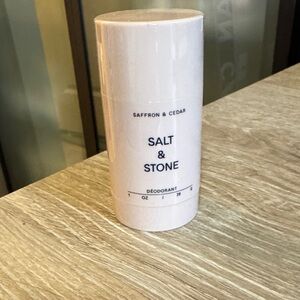 SAFFRON & CEDAR
SALT
&
STONE
DÉODORANT